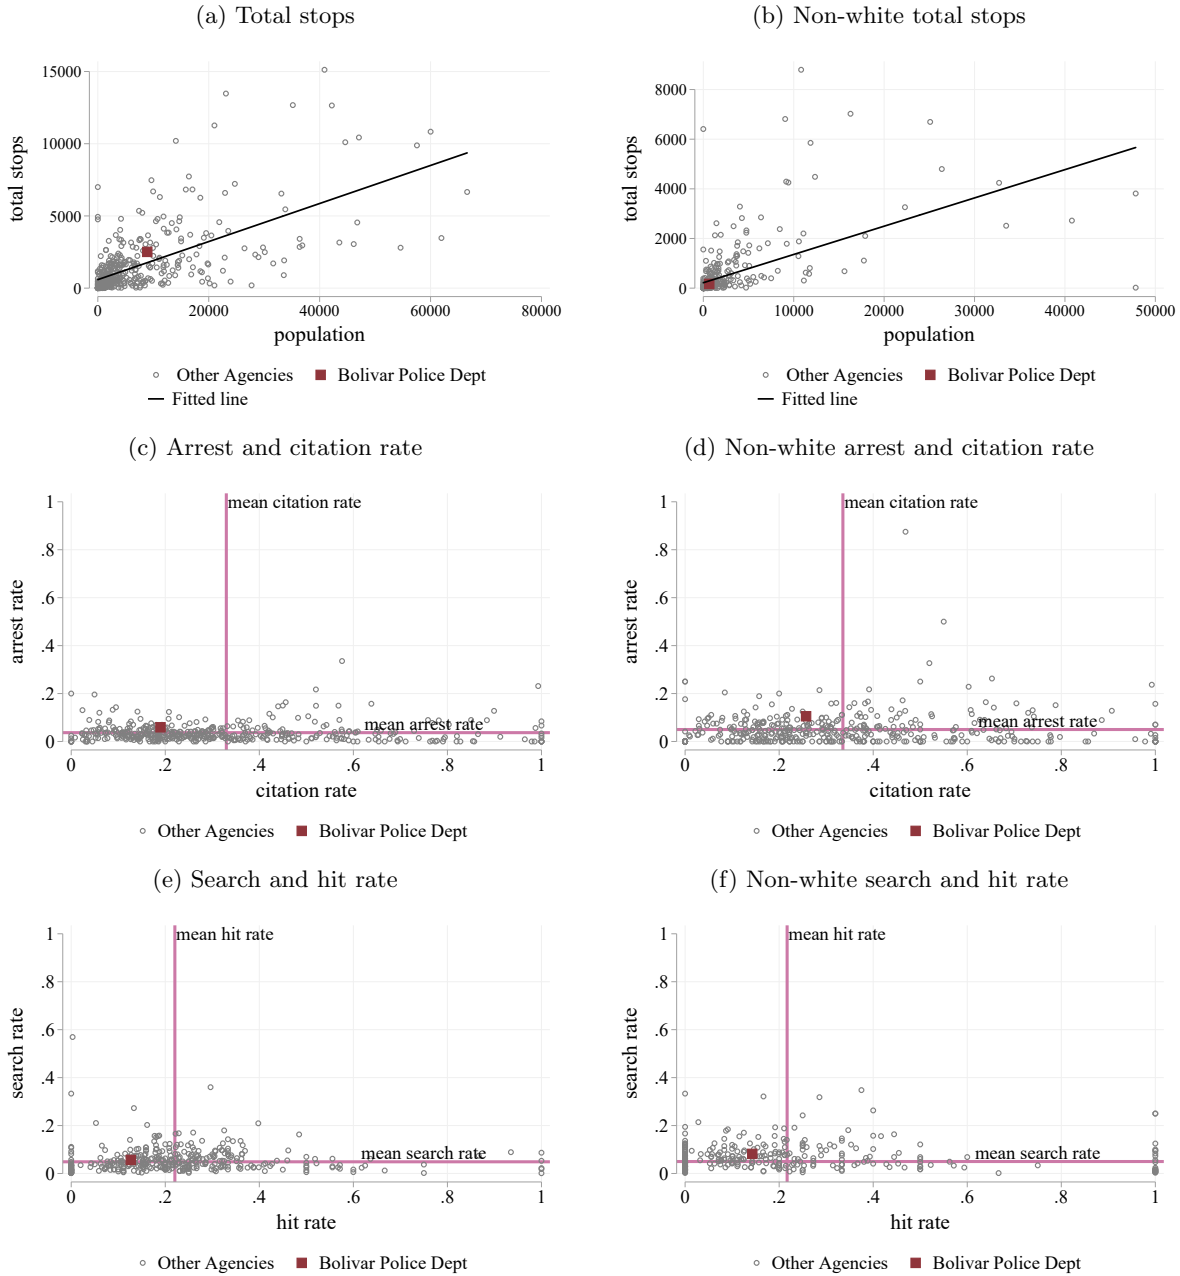 (a) Total stops
(b) Non-white total stops
total stops
15000
10000
5000
0
0 20000 40000 60000 80000
population
Other Agencies Bolivar Police Dept
Fitted line
total stops
8000
6000
4000
2000
0
0 10000 20000 30000 40000 50000
population
Other Agencies Bolivar Police Dept
Fitted line
(c) Arrest and citation rate
(d) Non-white arrest and citation rate
arrest rate
1
.8
.6
.4
.2
0
mean citation rate
mean arrest rate
0 .2 .4 .6 .8 1
citation rate
Other Agencies Bolivar Police Dept
arrest rate
1
.8
.6
.4
.2
0
mean citation rate
mean arrest rate
0 .2 .4 .6 .8 1
citation rate
Other Agencies Bolivar Police Dept
(e) Search and hit rate
(f) Non-white search and hit rate
search rate
1
.8
.6
.4
.2
0
mean hit rate
mean search rate
0 .2 .4 .6 .8 1
hit rate
Other Agencies Bolivar Police Dept
search rate
1
.8
.6
.4
.2
0
mean hit rate
mean search rate
0 .2 .4 .6 .8 1
hit rate
Other Agencies Bolivar Police Dept